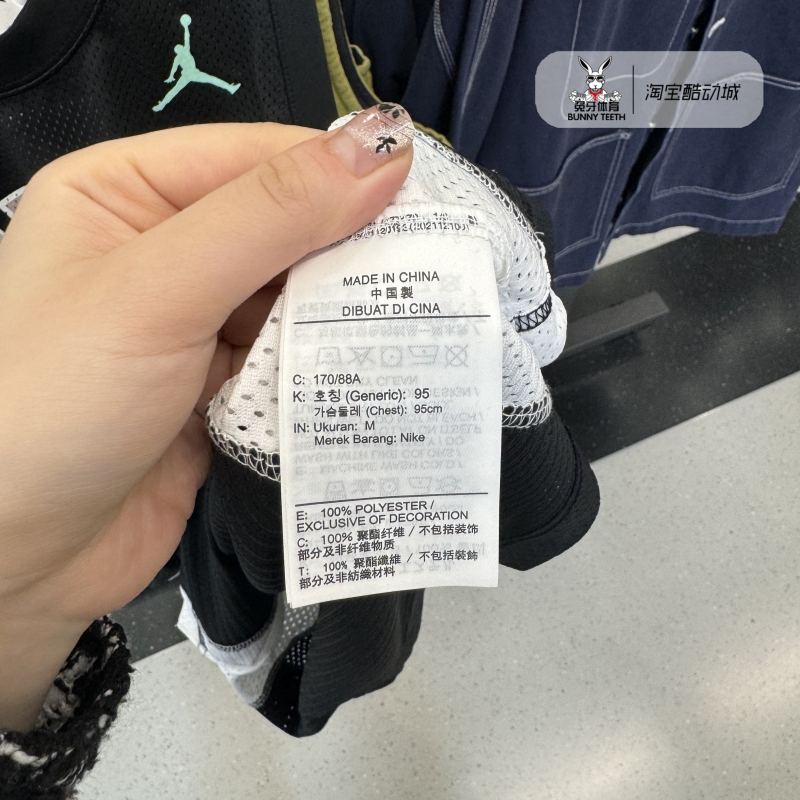 兔牙体育
BUNNY TEETH
淘宝酷动城
MADE IN CHINA
中国製
DIBUAT DI CINA
C: 170/88A
K: 호칭 (Generic): 95
가슴둘레 (Chest): 95cm
IN: Ukuran: M
Merek Barang: Nike
E: 100% POLYESTER /
EXCLUSIVE OF DECORATION
C: 100% 聚酯纤维 / 不包括装饰
部分及非纤维物质
T: 100% 聚酯纖維 / 不包括裝飾
部分及非紡織材料